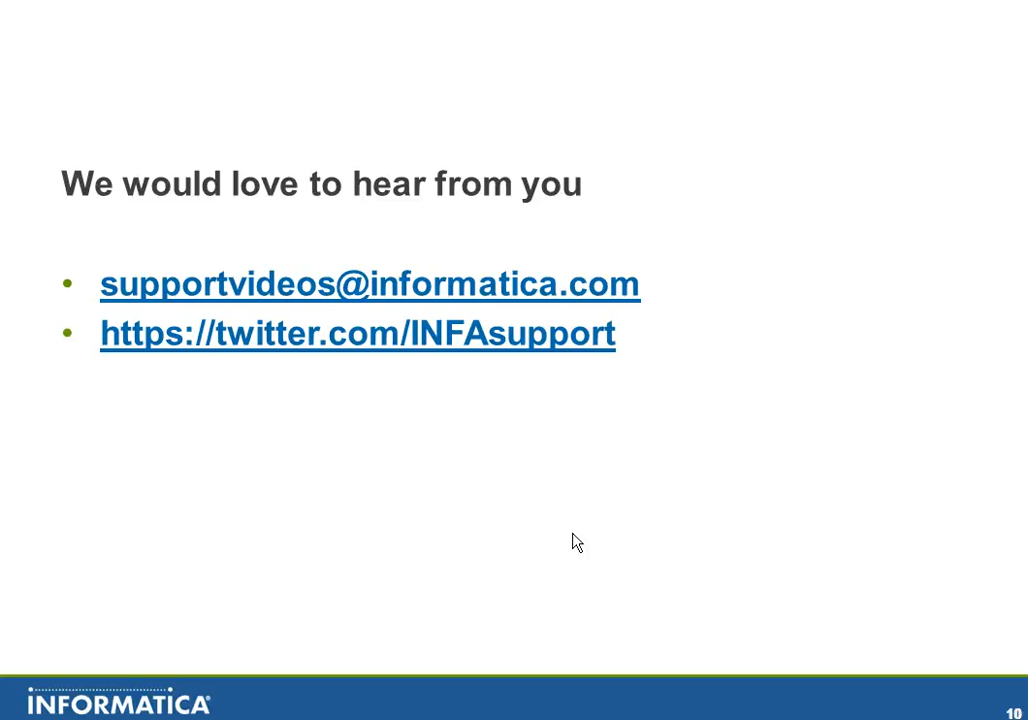 We would love to hear from you
• supportvideos@informatica.com
• https://twitter.com/INFAsupport
INFORMATICA®
10